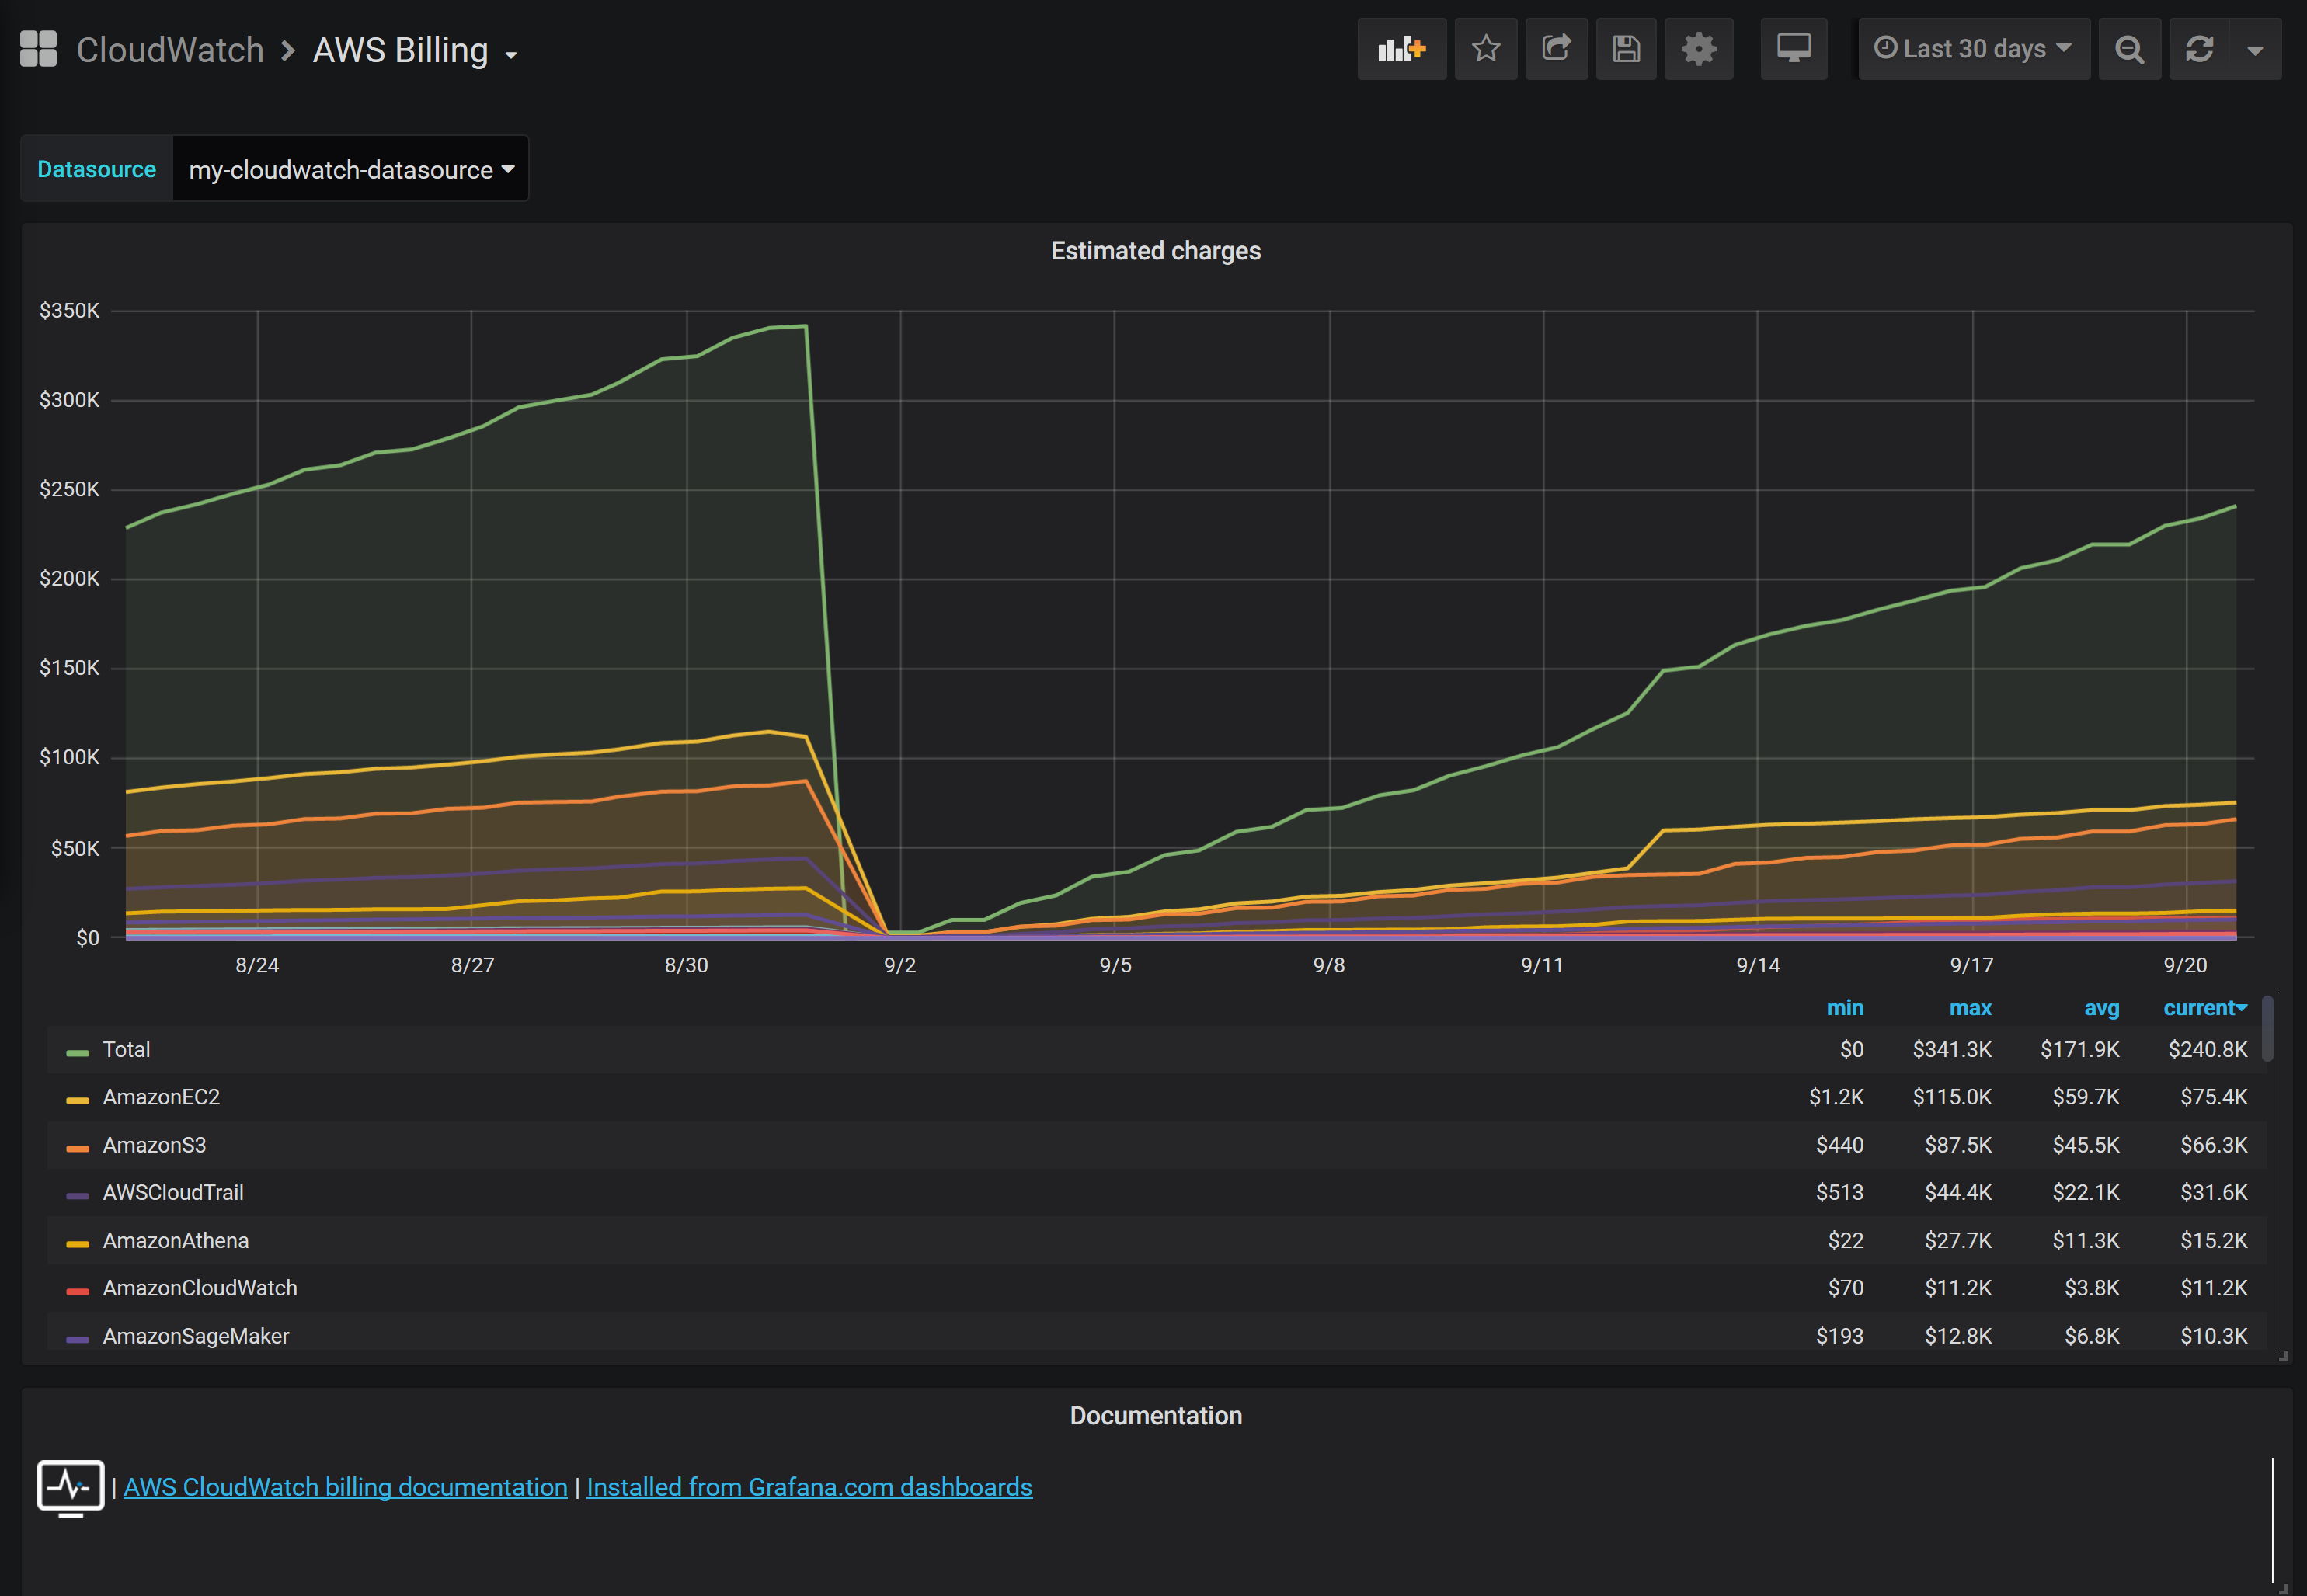 CloudWatch > AWS Billing
Last 30 days
Datasource my-cloudwatch-datasource
Estimated charges
$350K
$300K
$250K
$200K
$150K
$100K
$50K
$0
8/24 8/27 8/30 9/2 9/5 9/8 9/11 9/14 9/17 9/20
min max avg current
Total $0 $341.3K $171.9K $240.8K
AmazonEC2 $1.2K $115.0K $59.7K $75.4K
AmazonS3 $440 $87.5K $45.5K $66.3K
AWSCloudTrail $513 $44.4K $22.1K $31.6K
AmazonAthena $22 $27.7K $11.3K $15.2K
AmazonCloudWatch $70 $11.2K $3.8K $11.2K
AmazonSageMaker $193 $12.8K $6.8K $10.3K
Documentation
| AWS CloudWatch billing documentation | Installed from Grafana.com dashboards